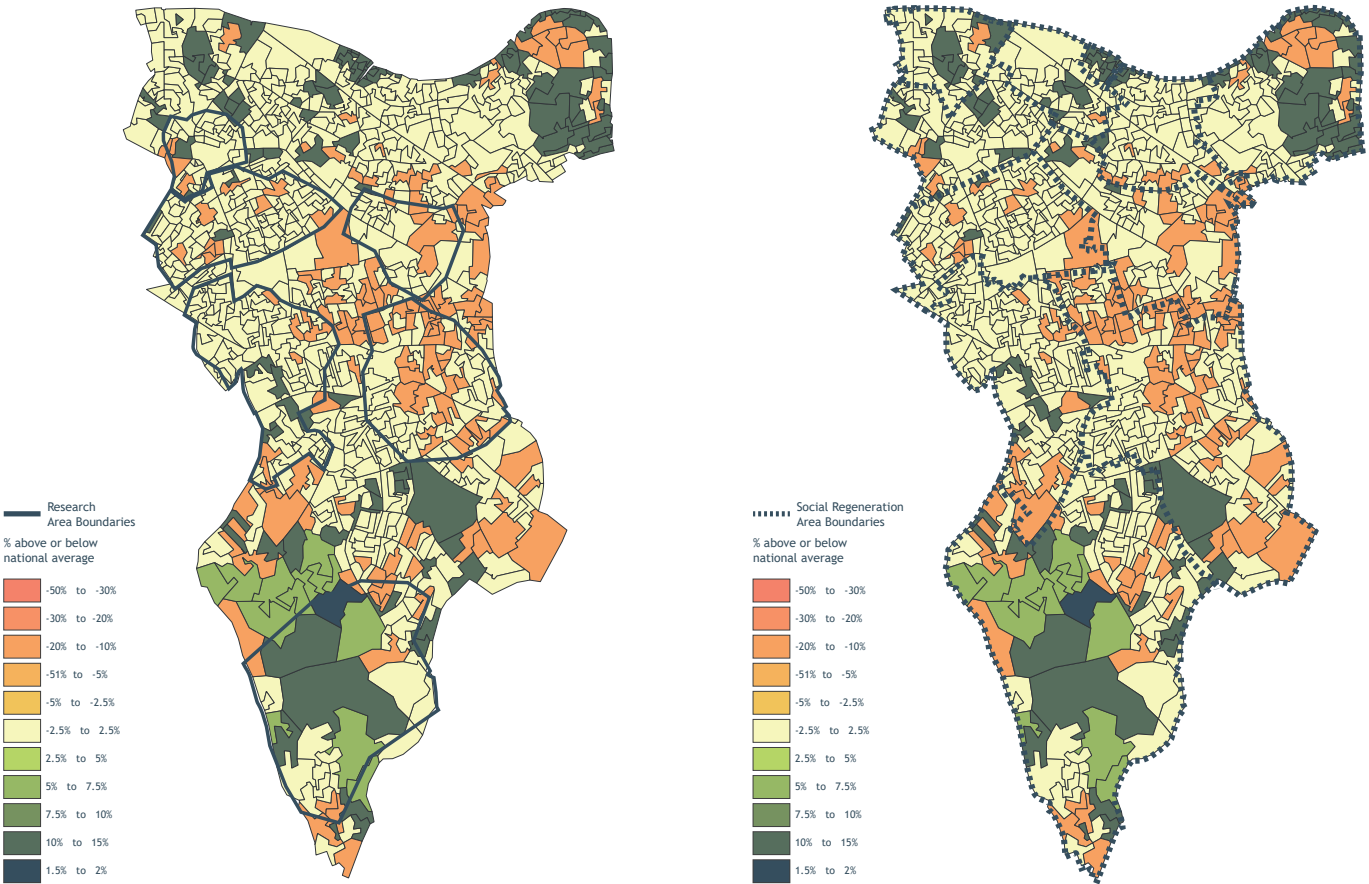 Research
Area Boundaries
% above or below
national average
-50% to -30%
-30% to -20%
-20% to -10%
-51% to -5%
-5% to -2.5%
-2.5% to 2.5%
2.5% to 5%
5% to 7.5%
7.5% to 10%
10% to 15%
1.5% to 2%
Social Regeneration
Area Boundaries
% above or below
national average
-50% to -30%
-30% to -20%
-20% to -10%
-51% to -5%
-5% to -2.5%
-2.5% to 2.5%
2.5% to 5%
5% to 7.5%
7.5% to 10%
10% to 15%
1.5% to 2%